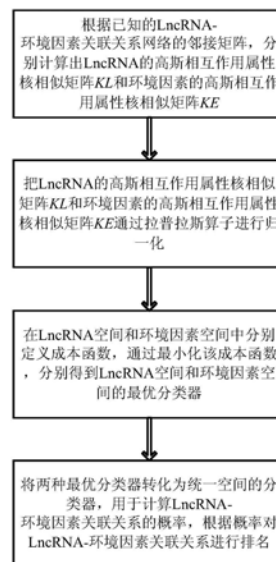 根据已知的LncRNA-
环境因素关联关系网络的邻接矩阵，分
别计算出LncRNA的高斯相互作用属性
核相似矩阵KL和环境因素的高斯相互作
用属性核相似矩阵KE
把LncRNA的高斯相互作用属性核相似
矩阵KL和环境因素的高斯相互作用属性
核相似矩阵KE通过拉普拉斯算子进行归
一化
在LncRNA空间和环境因素空间中分别
定义成本函数，通过最小化该成本函数
，分别得到LncRNA空间和环境因素空
间的最优分类器
将两种最优分类器转化为统一空间的分
类器，用于计算LncRNA-
环境因素关联关系的概率，根据概率对
LncRNA-环境因素关联关系进行排名